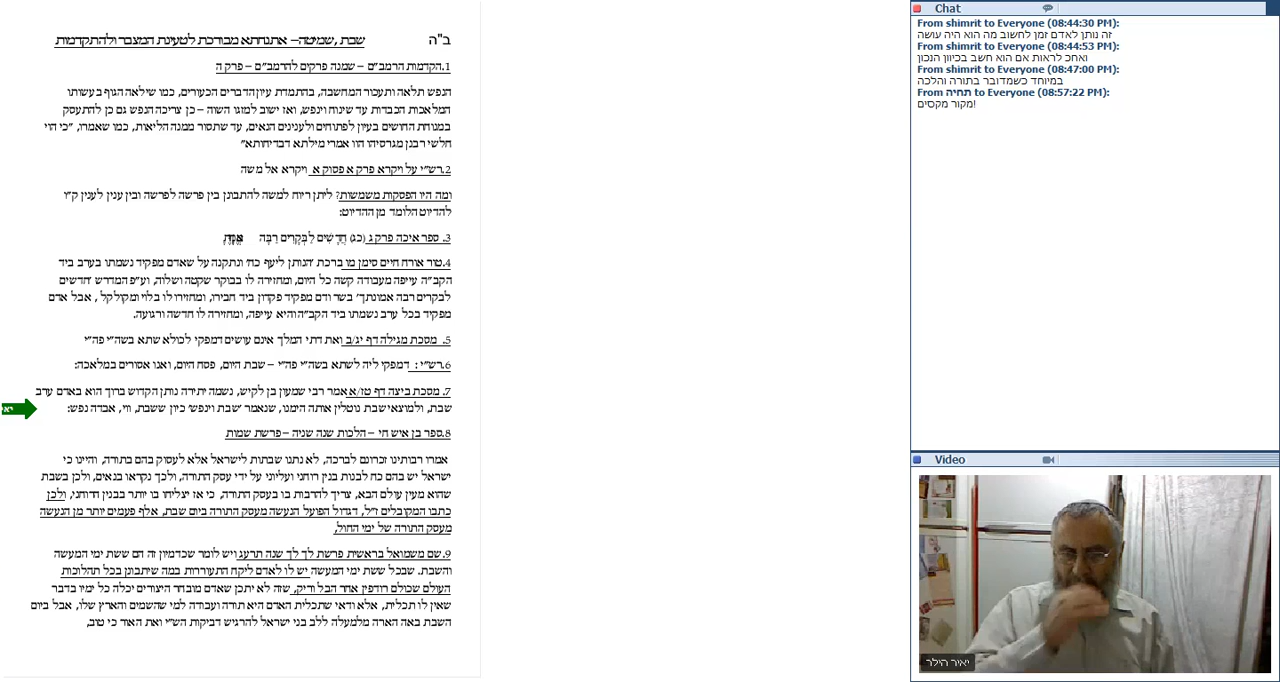 ב"ה
שבת ,שמיטה– אתנחתא מבורכת לטעינת המצבר ולהתקדמות
1.הקדמות הרמב"ם – שמנה פרקים להרמב"ם – פרק ה
הנפש תלאה ותעכור המחשבה, בהתמדת עיון הדברים הכעורים, כמו שילאה הגוף בעשותו
המלאכות הכבדות עד שינוח וינפש, ואז ישוב למזגו השוה – כן צריכה הנפש גם כן להתעסק
במנוחת החושים בעיון לפתוחים ולענינים הנאים, עד שתסור ממנה הליאות, כמו שאמרו, "כי הוי
חלשי רבנן מגרסיהו הוו אמרי מילתא דבדיחותא"
2.רש"י על ויקרא פרק א פסוק א ויקרא אל משה
ומה היו הפסקות משמשות? ליתן ריוח למשה להתבונן בין פרשה לפרשה ובין ענין לענין ק"ו
להדיוט הלומד מן ההדיוט:
3. ספר איכה פרק ג (כג) חֲדָשִׁים לַבְּקָרִים רַבָּה
4.טור אורח חיים סימן מו ברכת 'הנותן ליעף כח' ונתקנה על שאדם מפקיד נשמתו בערב ביד
הקב"ה עייפה מעבודה קשה כל היום, ומחזירה לו בבוקר שקטה ושלוה, וע"פ המדרש 'חדשים
לבקרים רבה אמונתך' בשר ודם מפקיד פקדון ביד חבירו, ומחזירו לו בלוי ומקולקל , אבל אדם
מפקיד בכל ערב נשמתו ביד הקב"ה והיא עייפה, ומחזירה לו חדשה ורגועה.
5. מסכת מגילה דף יג/ב ואת דתי המלך אינם עושים דמפקי לכולא שתא בשה"י פה"י
6.רש"י : דמפקי ליה לשתא בשה"י פה"י – שבת היום, פסח היום, ואנו אסורים במלאכה:
7. מסכת ביצה דף טז/א אמר רבי שמעון בן לקיש, נשמה יתירה נותן הקדוש ברוך הוא באדם ערב
שבת, ולמוצאי שבת נוטלין אותה הימנו, שנאמר 'שבת וינפש' כיון ששבת, ווי, אבדה נפש:
8.ספר בן איש חי – הלכות שנה שניה – פרשת שמות
אמרו רבותינו זכרונם לברכה, לא נתנו שבתות לישראל אלא לעסוק בהם בתורה, והיינו כי
ישראל יש בהם כח לבנות בנין רוחני ועליוני על ידי עסק התורה, ולכך נקראו בנאים, ולכן בשבת
שהוא מעין עולם הבא, צריך להרבות בו בעסק התורה, כי אז יצליחו בו יותר בבנין הרוחני, ולכן
כתבו המקובלים ז"ל, דגדול הפועל הנעשה מעסק התורה ביום שבת, אלף פעמים יותר מן הנעשה
מעסק התורה של ימי החול,
9.שם משמואל בראשית פרשת לך לך שנה תרעג ויש לומר שכדמיון זה הם ששת ימי המעשה
והשבת. שבכל ששת ימי המעשה יש לו לאדם ליקח התעוררות במה שיתבונן בכל תהלוכות
העולם שכולם רודפין אחר הבל וריק, שזה לא יתכן שאדם מובחר היצורים יכלה כל ימיו בדבר
שאין לו תכלית, אלא ודאי שתכלית האדם היא תורה ועבודה למי שהשמים והארץ שלו, אבל ביום
השבת באה הארה מלמעלה ללב בני ישראל להרגיש דביקות הש"י ואת האור כי טוב,
Chat
From shimrit to Everyone (08:44:30 PM):
זה נותן לאדם זמן לחשוב מה הוא היה עושה
From shimrit to Everyone (08:44:53 PM):
ואחכ לראות אם הוא חשב בכיוון הנכון
From shimrit to Everyone (08:47:00 PM):
במיוחד כשמדובר בתורה והלכה
From תחיה to Everyone (08:57:22 PM):
מקור מקסים!
Video
יאיר הילר